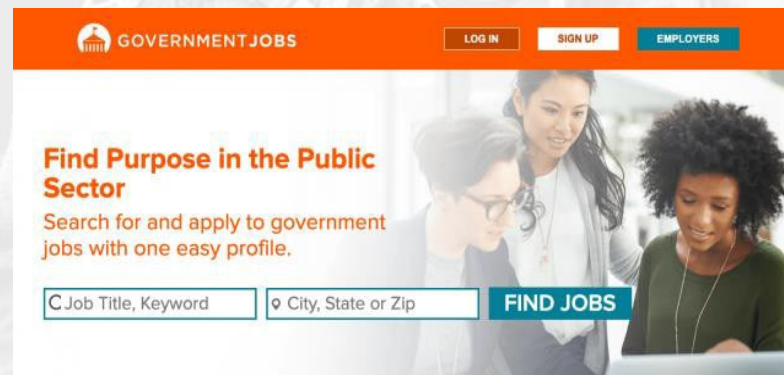 GOVERNMENTJOBS
LOG IN
SIGN UP
EMPLOYERS
Find Purpose in the Public
Sector
Search for and apply to government
jobs with one easy profile.
Job Title, Keyword
City, State or Zip
FIND JOBS